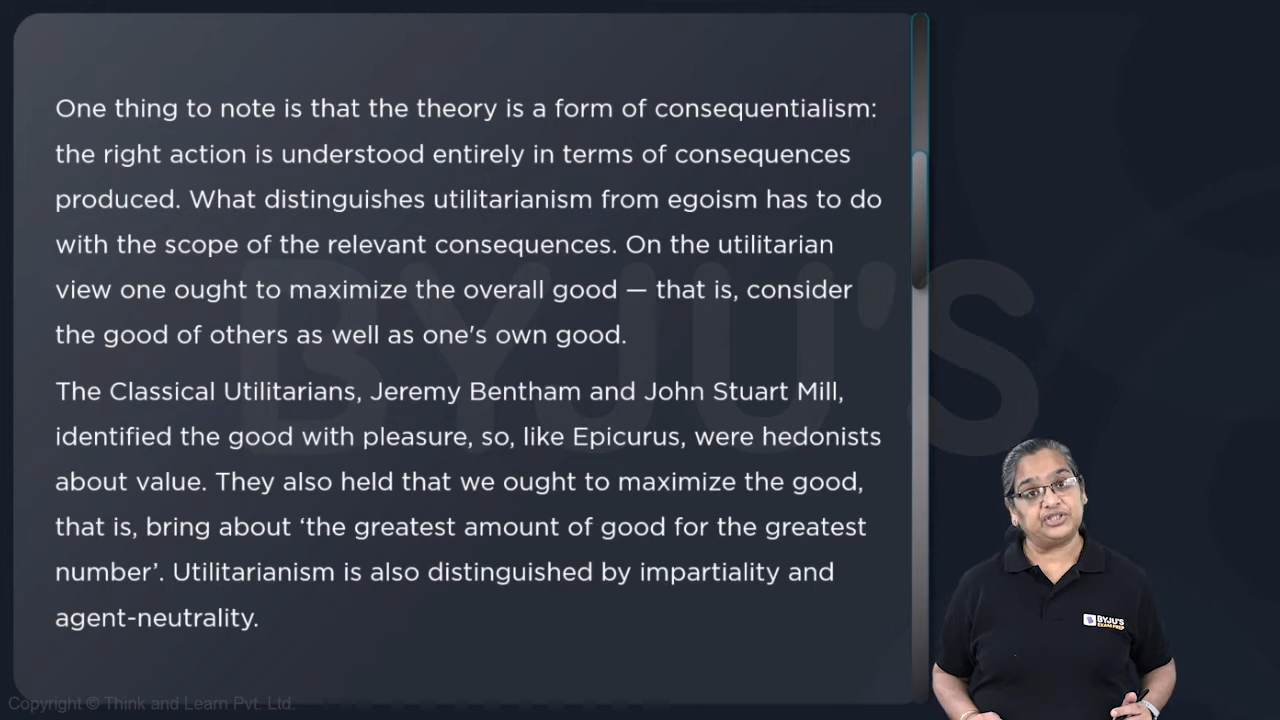 One thing to note is that the theory is a form of consequentialism:
the right action is understood entirely in terms of consequences
produced. What distinguishes utilitarianism from egoism has to do
with the scope of the relevant consequences. On the utilitarian
view one ought to maximize the overall good — that is, consider
the good of others as well as one's own good.
The Classical Utilitarians, Jeremy Bentham and John Stuart Mill,
identified the good with pleasure, so, like Epicurus, were hedonists
about value. They also held that we ought to maximize the good,
that is, bring about ‘the greatest amount of good for the greatest
number’. Utilitarianism is also distinguished by impartiality and
agent-neutrality.
BYJU'S
BYJU'S
EXAM PREP
Copyright © Think and Learn Pvt. Ltd.